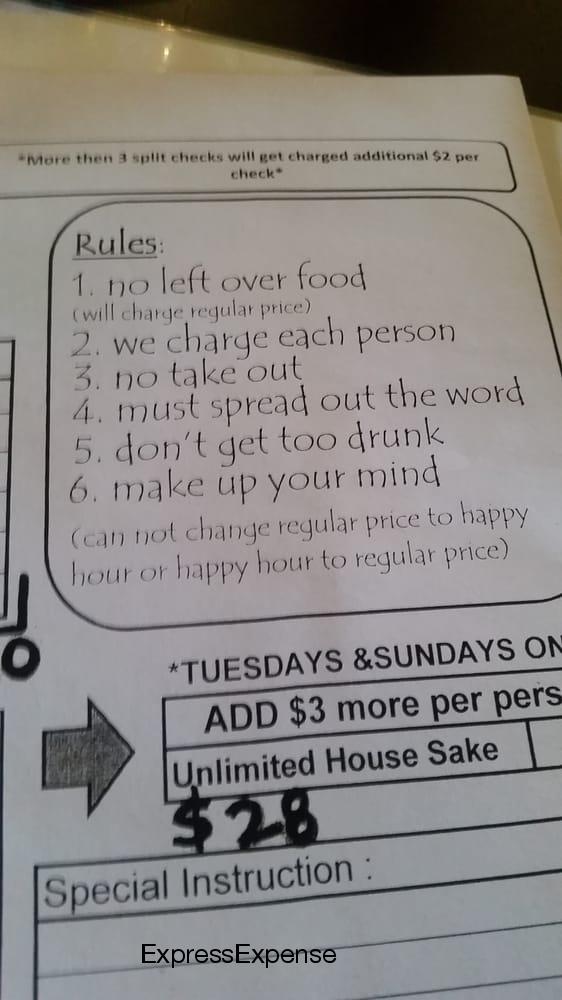 *More then 3 split checks will get charged additional $2 per
check*
Rules:
1. no left over food
(will charge regular price)
2. we charge each person
3. no take out
4. must spread out the word
5. don't get too drunk
6. make up your mind
(can not change regular price to happy
hour or happy hour to regular price)
*TUESDAYS &SUNDAYS
ADD $3 more per
Unlimited House Sake
$28
Special Instruction :
ExpressExpense